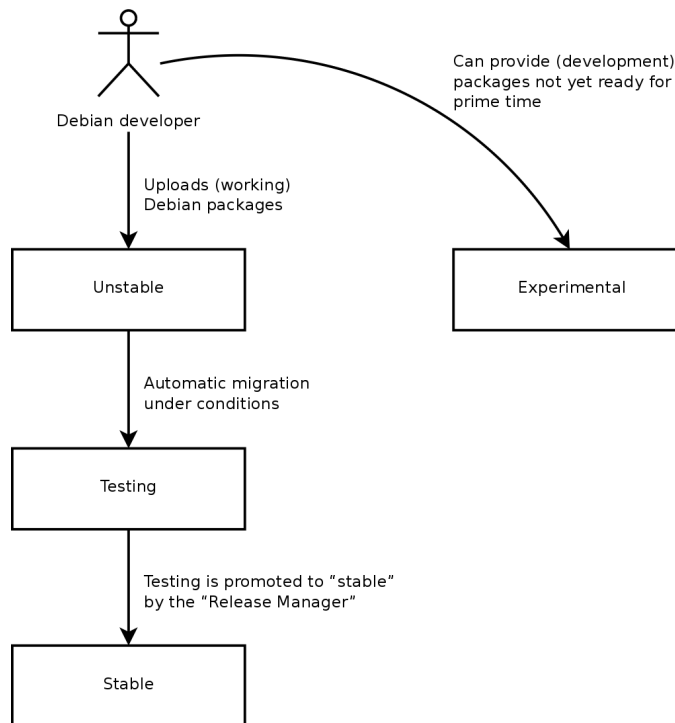 Can provide (development)
packages not yet ready for
prime time
Debian developer
Uploads (working)
Debian packages
Unstable
Experimental
Automatic migration
under conditions
Testing
Testing is promoted to “stable”
by the “Release Manager”
Stable